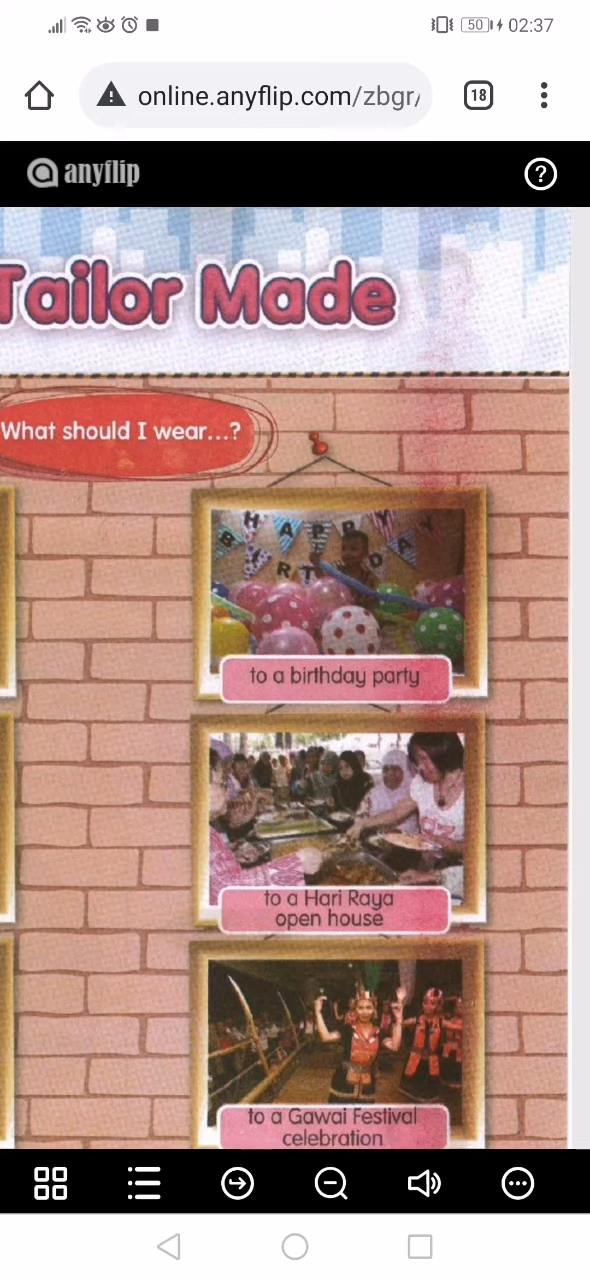 50 02:37
online.anyflip.com/zbgr/
18
anyflip
?
Tailor Made
What should I wear...?
HAPPY
BIRTHDAY
to a birthday party
to a Hari Raya
open house
to a Gawai Festival
celebration